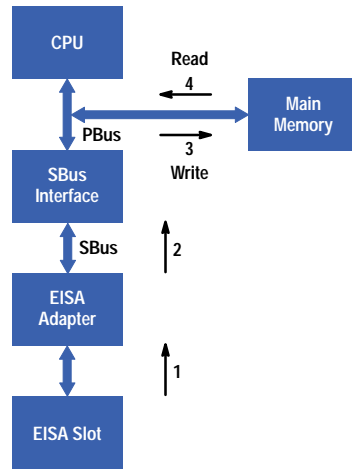 CPU
Read
4
Main
Memory
PBus
3
Write
SBus
Interface
2
SBus
EISA
Adapter
1
EISA Slot